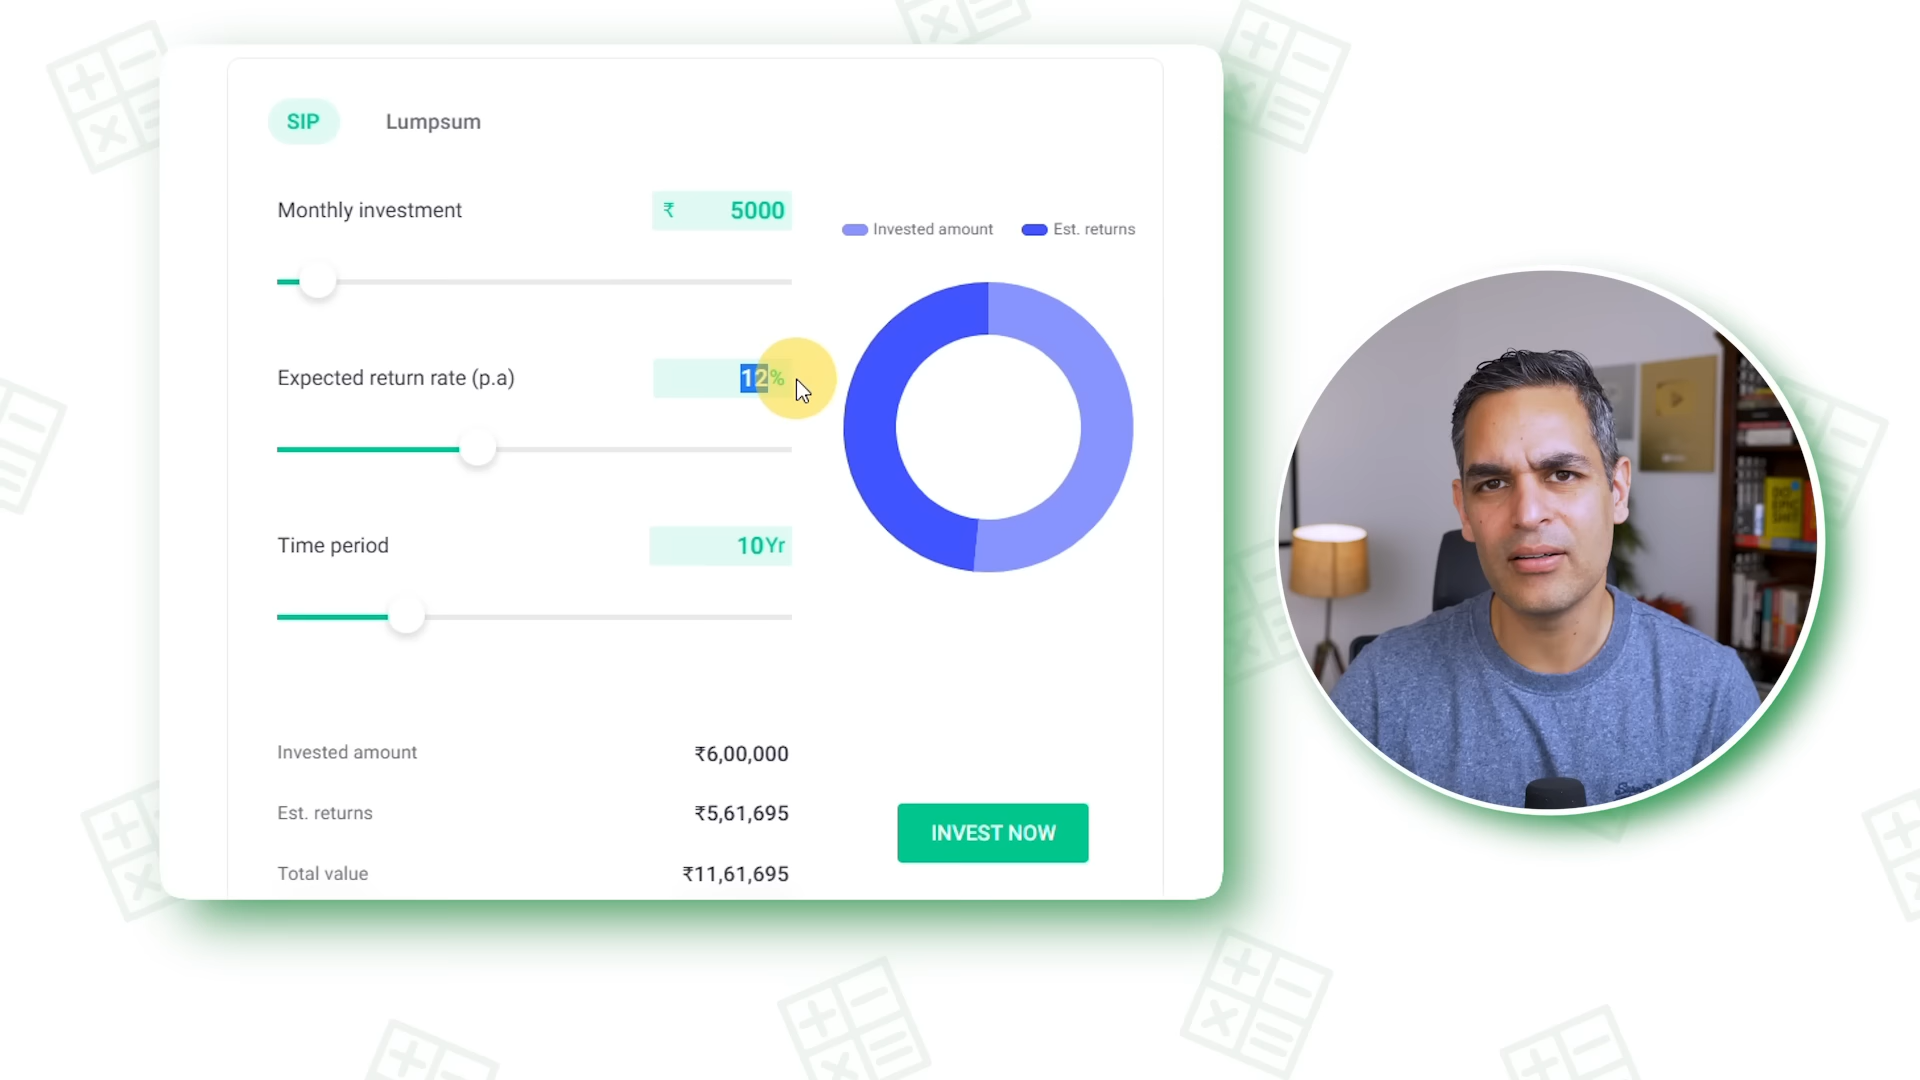 SIP Lumpsum
Monthly investment ₹ 5000
Invested amount Est. returns
Expected return rate (p.a) 12%
Time period 10Yr
Invested amount ₹6,00,000
Est. returns ₹5,61,695
INVEST NOW
Total value ₹11,61,695